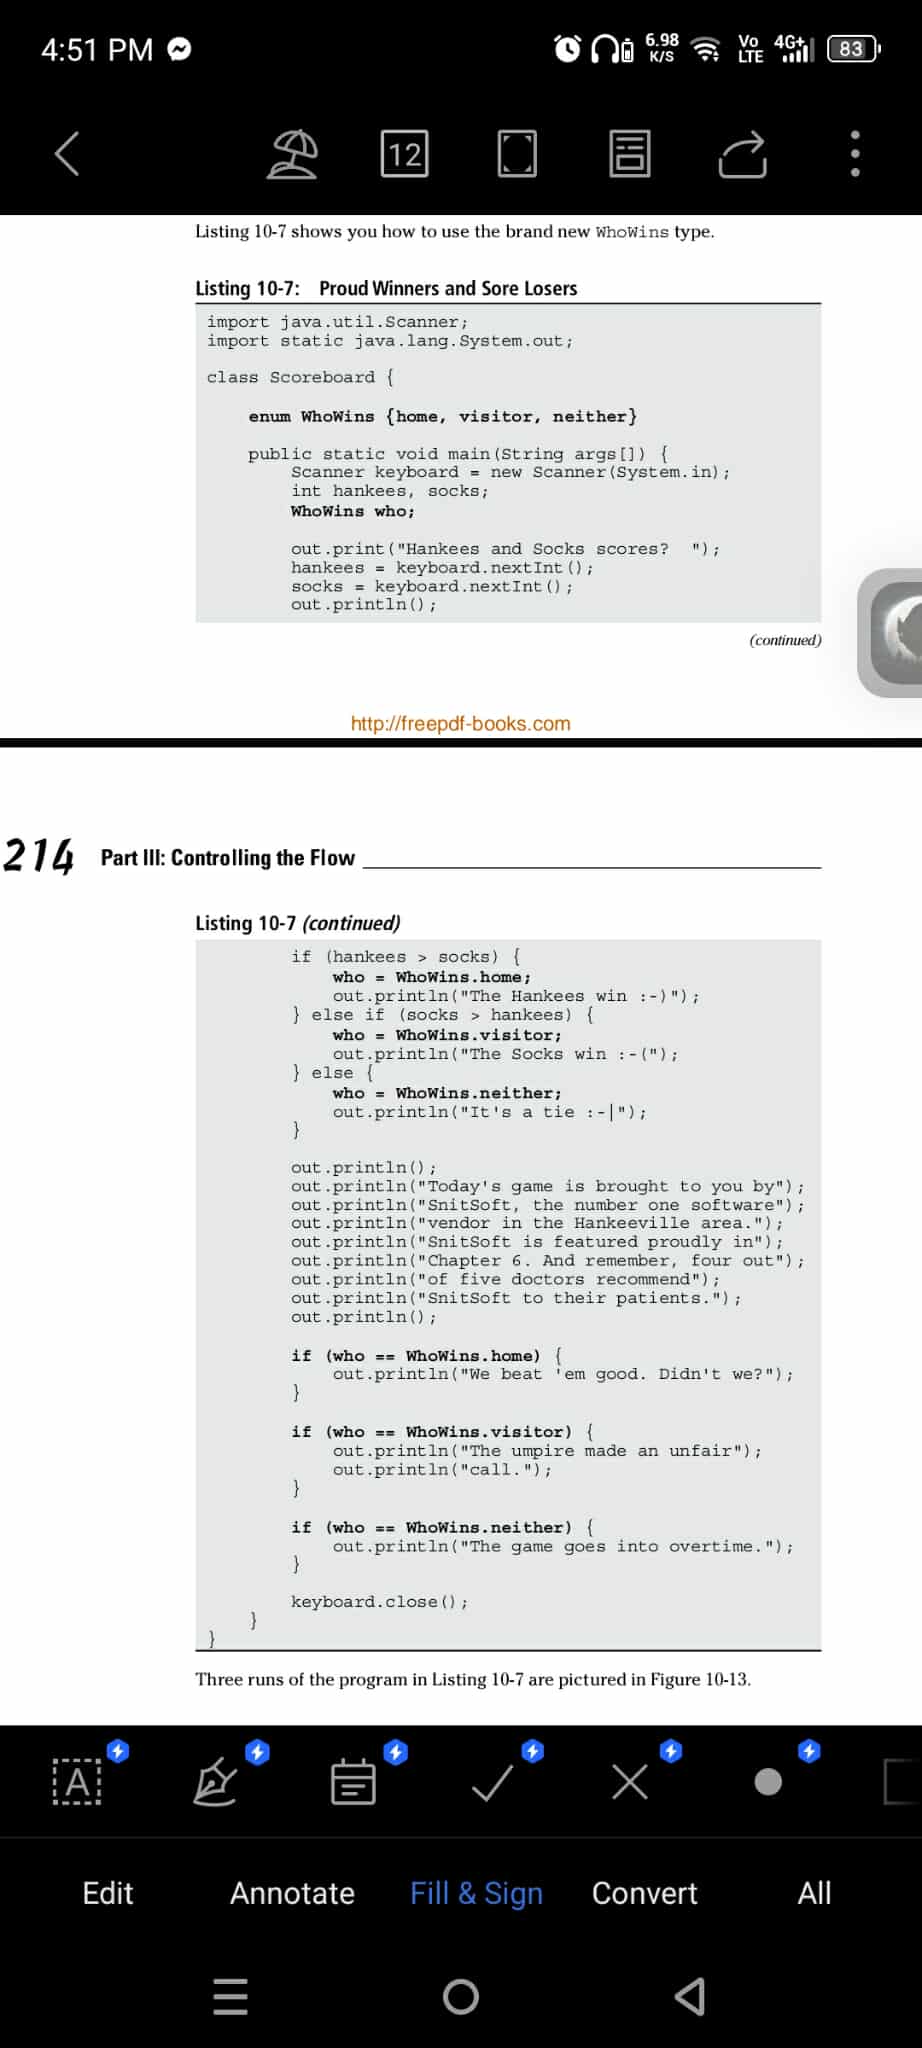 4:51 PM
6.98 K/S
Vo LTE
4G+
83
12
Listing 10-7 shows you how to use the brand new WhoWins type.
Listing 10-7: Proud Winners and Sore Losers
import java.util.Scanner;
import static java.lang.System.out;
class Scoreboard {
enum WhoWins {home, visitor, neither}
public static void main(String args[]) {
Scanner keyboard = new Scanner(System.in);
int hankees, socks;
WhoWins who;
out.print("Hankees and Socks scores?  ");
hankees = keyboard.nextInt();
socks = keyboard.nextInt();
out.println();
(continued)
http://freepdf-books.com
214 Part III: Controlling the Flow
Listing 10-7 (continued)
if (hankees > socks) {
who = WhoWins.home;
out.println("The Hankees win :-)");
} else if (socks > hankees) {
who = WhoWins.visitor;
out.println("The Socks win :-(");
} else {
who = WhoWins.neither;
out.println("It's a tie :-|");
}
out.println();
out.println("Today's game is brought to you by");
out.println("SnitSoft, the number one software");
out.println("vendor in the Hankeeville area.");
out.println("SnitSoft is featured proudly in");
out.println("Chapter 6. And remember, four out");
out.println("of five doctors recommend");
out.println("SnitSoft to their patients.");
out.println();
if (who == WhoWins.home) {
out.println("We beat 'em good. Didn't we?");
}
if (who == WhoWins.visitor) {
out.println("The umpire made an unfair");
out.println("call.");
}
if (who == WhoWins.neither) {
out.println("The game goes into overtime.");
}
keyboard.close();
}
}
Three runs of the program in Listing 10-7 are pictured in Figure 10-13.
A
Edit Annotate Fill & Sign Convert All